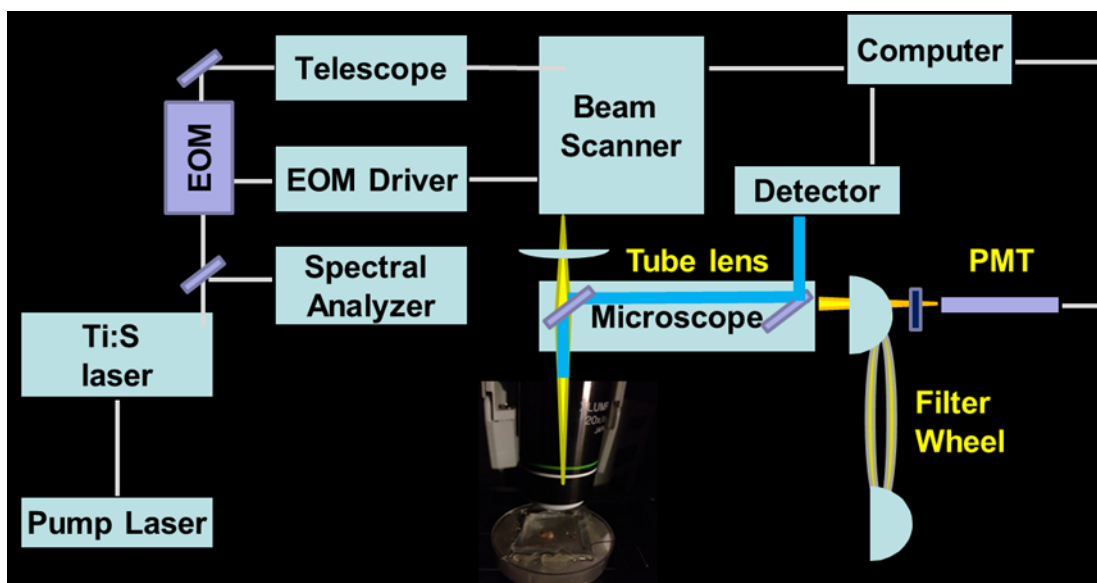 Telescope
Computer
Beam
Scanner
EOM
EOM Driver
Detector
Spectral
Analyzer
Tube lens
PMT
Microscope
Ti:S
laser
Filter
Wheel
20x
Pump Laser